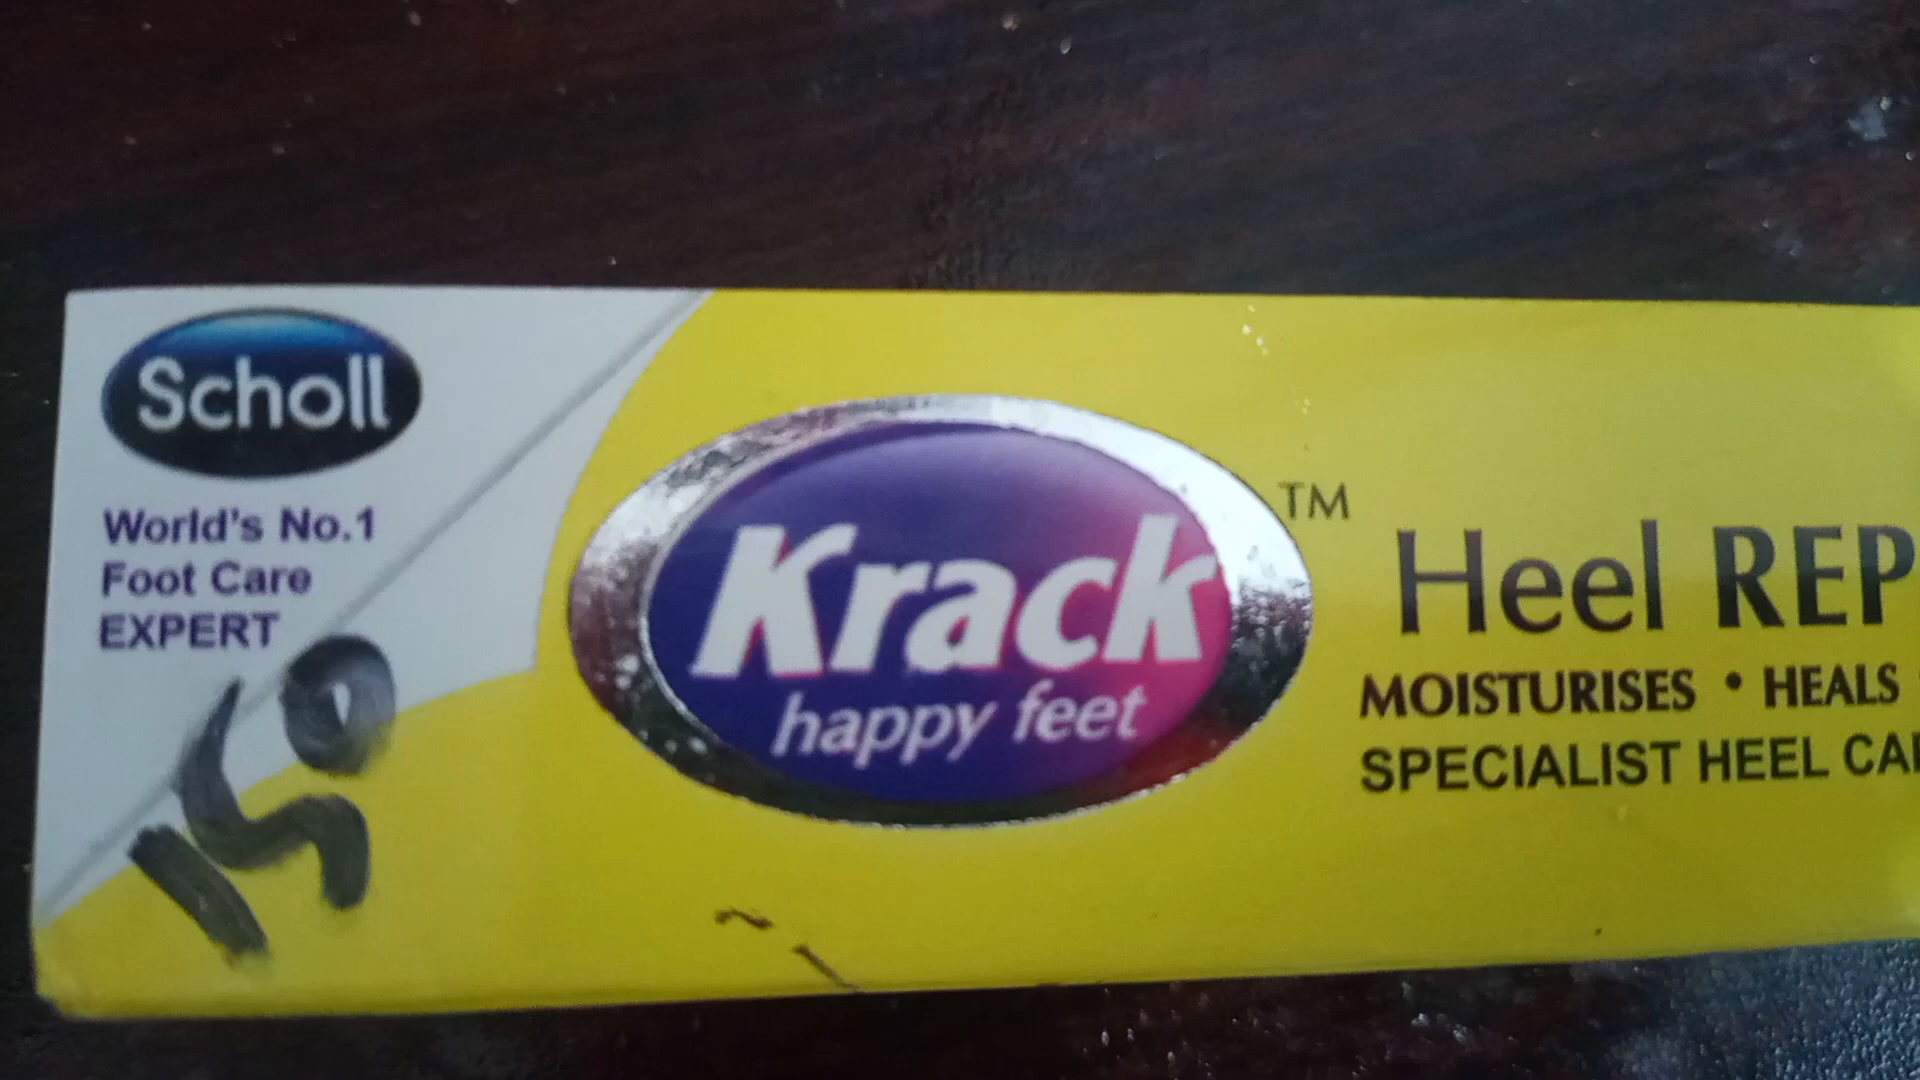 Scholl
World's No.1
Foot Care
EXPERT
150
Krack
happy feet
TM
Heel REP
MOISTURISES • HEALS
SPECIALIST HEEL CA